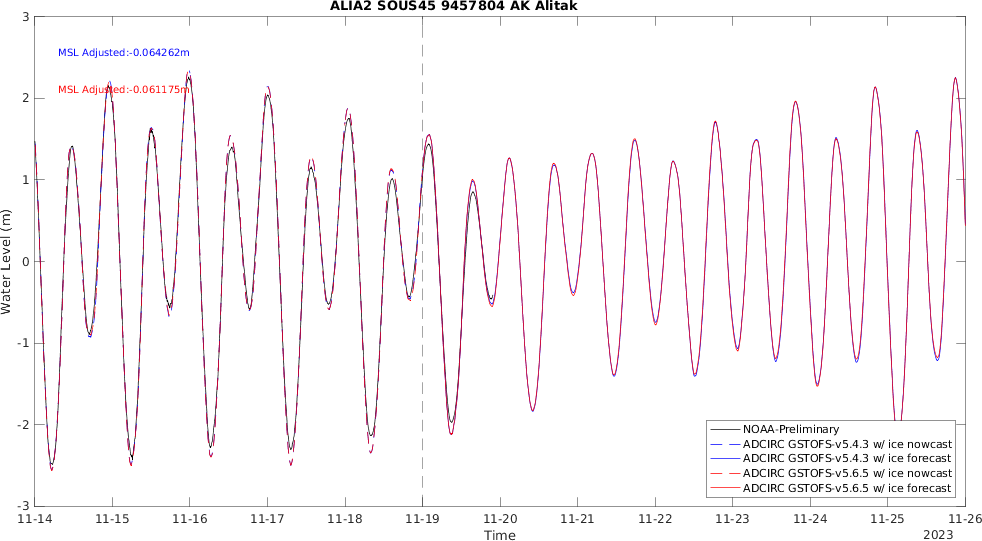 ALIA2 SOUS45 9457804 AK Alitak
MSL Adjusted:-0.064262m
MSL Adjusted:-0.061175m
3
2
1
0
-1
-2
-3
Water Level (m)
NOAA-Preliminary
ADCIRC GSTOFS-v5.4.3 w/ ice nowcast
ADCIRC GSTOFS-v5.4.3 w/ ice forecast
ADCIRC GSTOFS-v5.6.5 w/ ice nowcast
ADCIRC GSTOFS-v5.6.5 w/ ice forecast
11-14 11-15 11-16 11-17 11-18 11-19 11-20 11-21 11-22 11-23 11-24 11-25 11-26
Time
2023